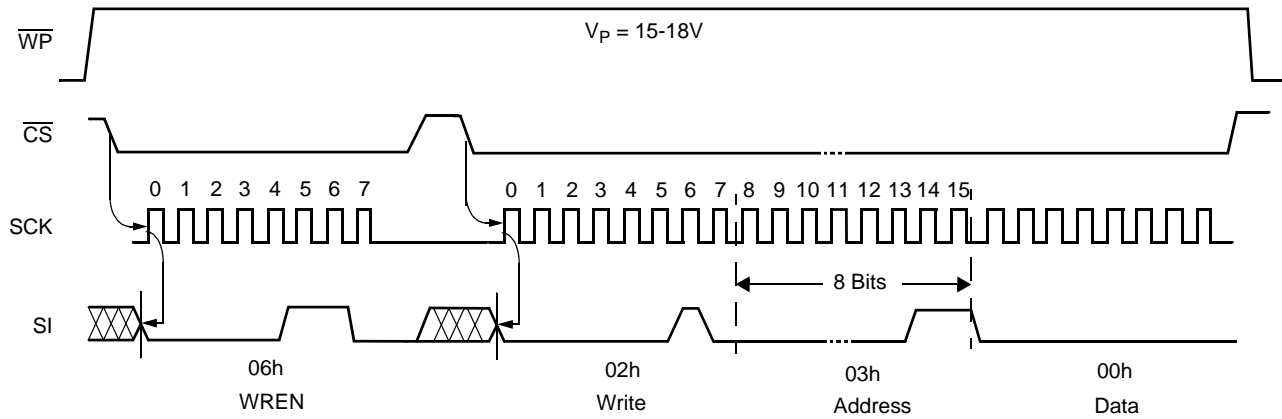 WP
V_P = 15-18V
CS
0 1 2 3 4 5 6 7
0 1 2 3 4 5 6 7 8 9 10 11 12 13 14 15
SCK
8 Bits
SI
06h
02h
03h
00h
WREN
Write
Address
Data